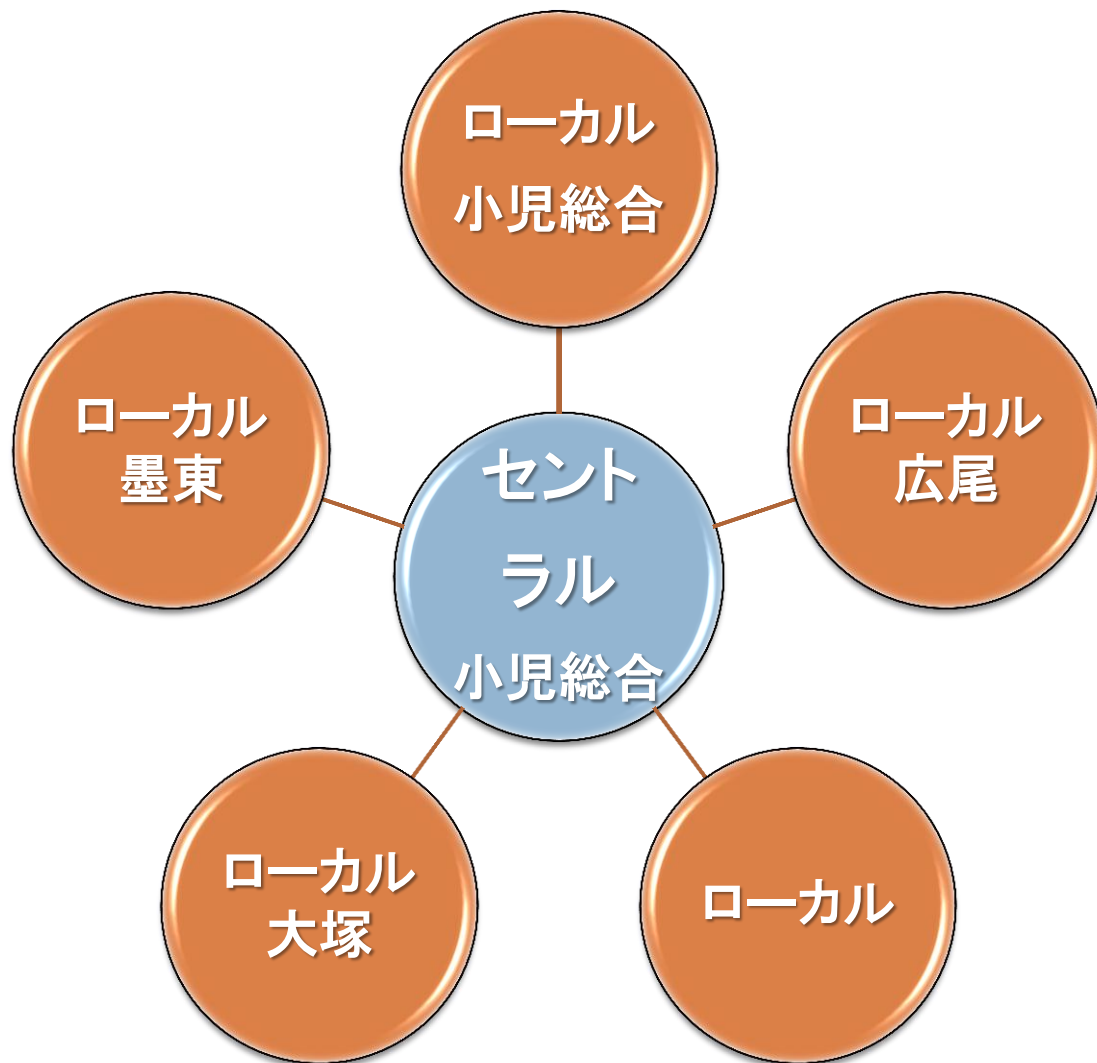 ローカル
小児総合
ローカル
墨東
ローカル
広尾
セント
ラル
小児総合
ローカル
大塚
ローカル